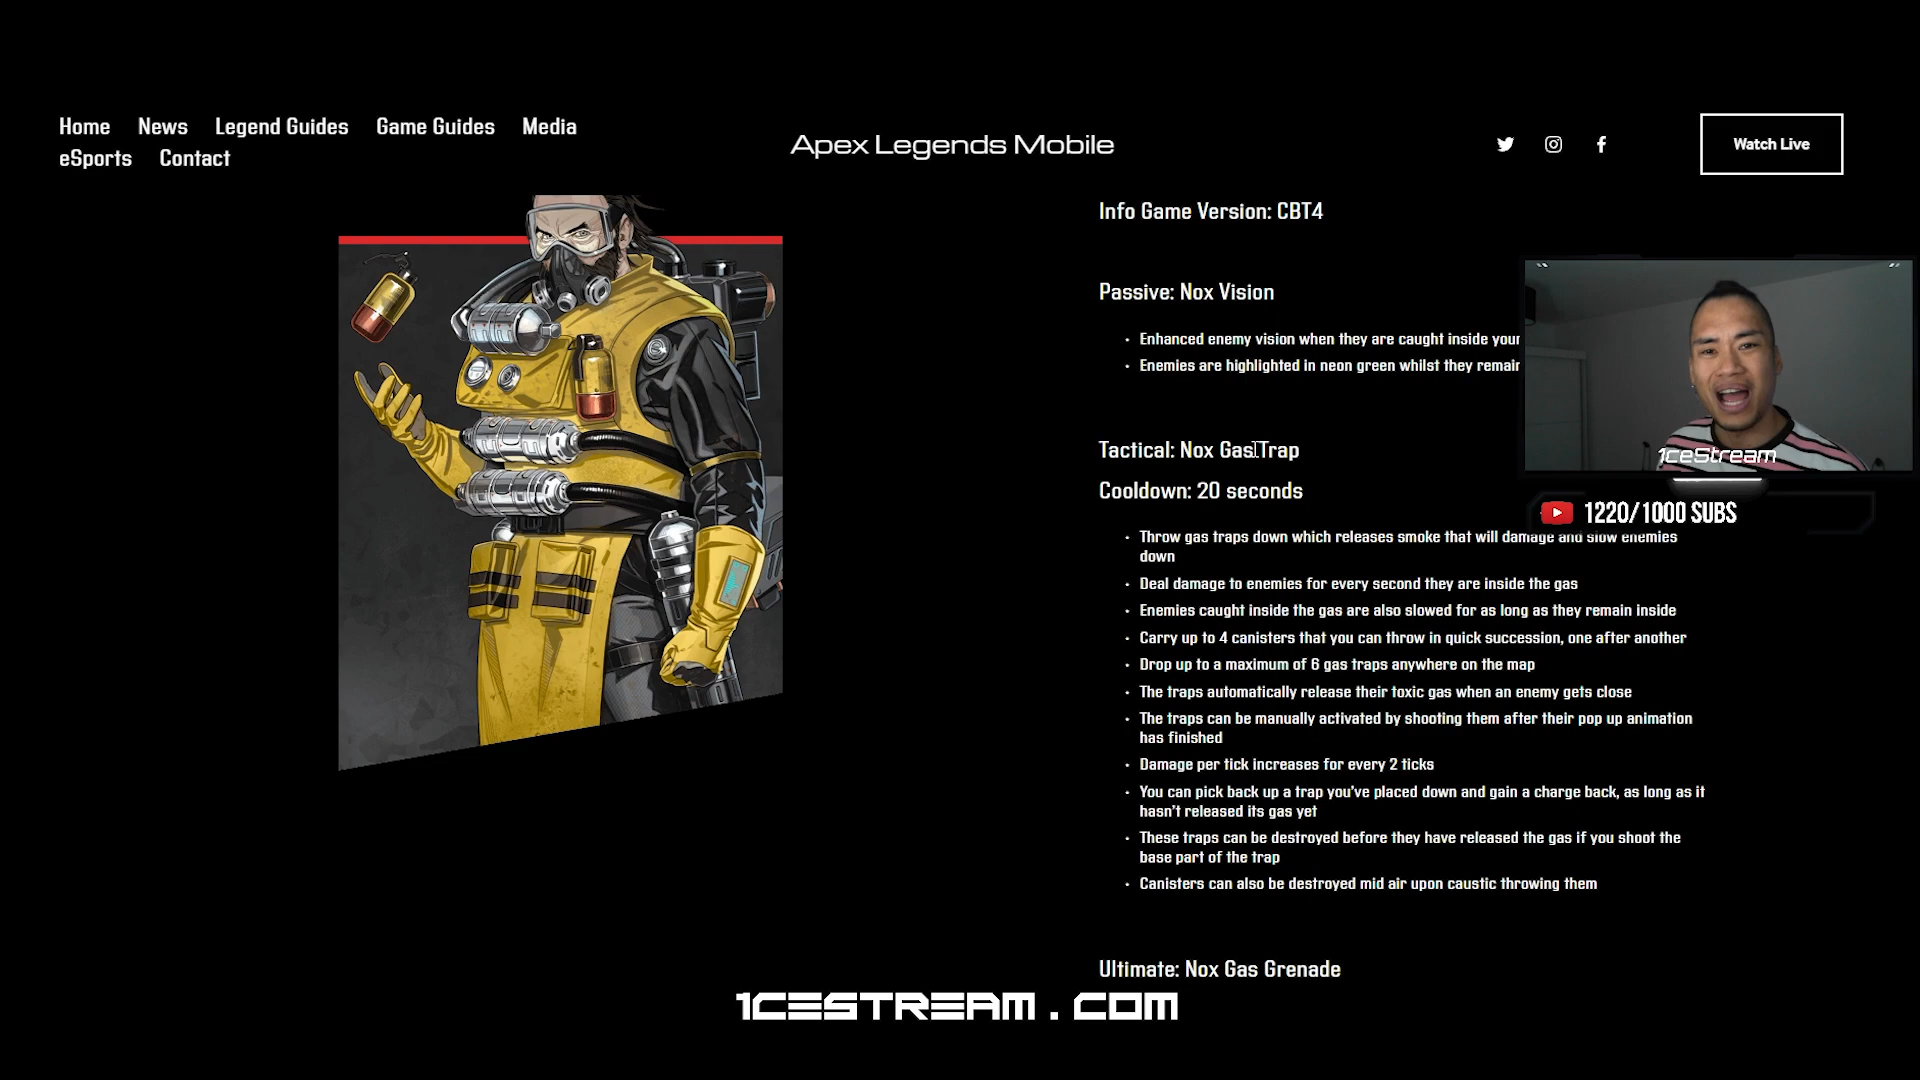 Home News Legend Guides Game Guides Media
eSports Contact
Apex Legends Mobile
Watch Live
Info Game Version: CBT4
Passive: Nox Vision
• Enhanced enemy vision when they are caught inside your
• Enemies are highlighted in neon green whilst they remain
1ceStream
1220/1000 SUBS
Tactical: Nox Gas Trap
Cooldown: 20 seconds
• Throw gas traps down which releases smoke that will damage and slow enemies
down
• Deal damage to enemies for every second they are inside the gas
• Enemies caught inside the gas are also slowed for as long as they remain inside
• Carry up to 4 canisters that you can throw in quick succession, one after another
• Drop up to a maximum of 6 gas traps anywhere on the map
• The traps automatically release their toxic gas when an enemy gets close
• The traps can be manually activated by shooting them after their pop up animation
has finished
• Damage per tick increases for every 2 ticks
• You can pick back up a trap you've placed down and gain a charge back, as long as it
hasn't released its gas yet
• These traps can be destroyed before they have released the gas if you shoot the
base part of the trap
• Canisters can also be destroyed mid air upon caustic throwing them
Ultimate: Nox Gas Grenade
1CESTREAM.COM